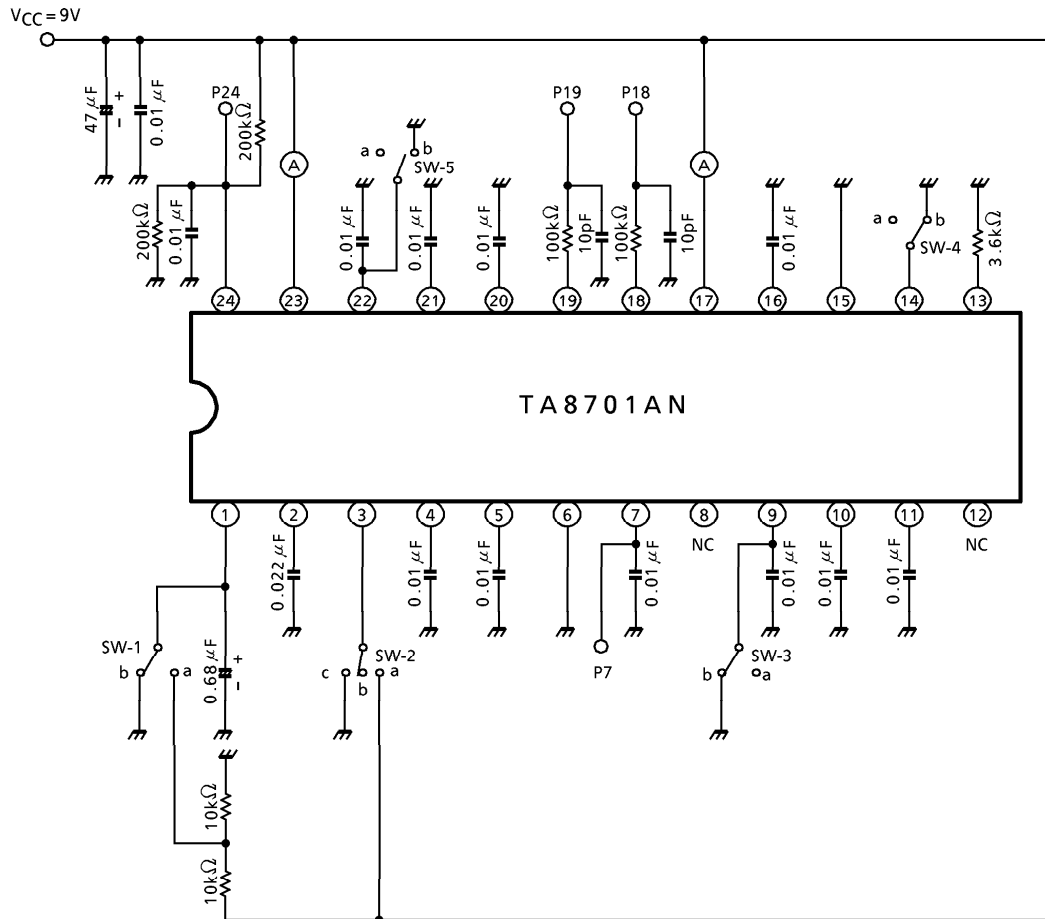 VCC=9V
47 μF
+
−
0.01 μF
P24
200kΩ
A
200kΩ
0.01 μF
a
b
SW-5
0.01 μF
0.01 μF
0.01 μF
P19
100kΩ
10pF
P18
100kΩ
10pF
A
0.01 μF
a
b
SW-4
3.6kΩ
24 23 22 21 20 19 18 17 16 15 14 13
TA8701AN
1 2 3 4 5 6 7 8 9 10 11 12
NC
NC
0.022 μF
0.01 μF
0.01 μF
0.01 μF
0.01 μF
0.01 μF
0.01 μF
SW-1
b
a
0.68 μF
+
−
SW-2
c
b
a
P7
SW-3
b
a
10kΩ
10kΩ